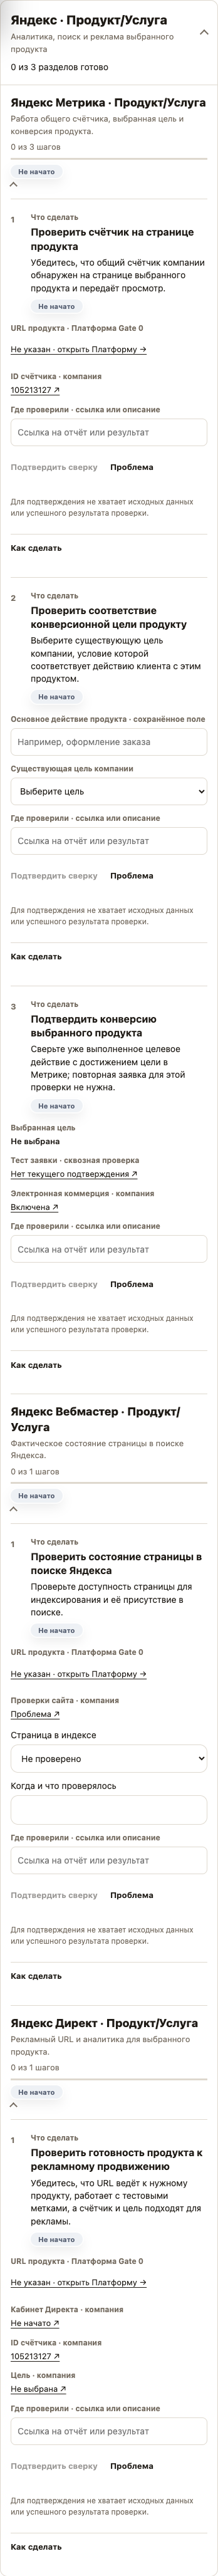 Яндекс · Продукт/Услуга
Аналитика, поиск и реклама выбранного
продукта
0 из 3 разделов готово
Яндекс Метрика · Продукт/Услуга
Работа общего счётчика, выбранная цель и
конверсия продукта.
0 из 3 шагов
Не начато
1
Что сделать
Проверить счётчик на странице
продукта
Убедитесь, что общий счётчик компании
обнаружен на странице выбранного
продукта и передаёт просмотр.
Не начато
URL продукта · Платформа Gate 0
Не указан · открыть Платформу →
ID счётчика · компания
105213127 ↗
Где проверили · ссылка или описание
Ссылка на отчёт или результат
Подтвердить сверку Проблема
Для подтверждения не хватает исходных данных
или успешного результата проверки.
Как сделать
2
Что сделать
Проверить соответствие
конверсионной цели продукту
Выберите существующую цель
компании, условие которой
соответствует действию клиента с этим
продуктом.
Не начато
Основное действие продукта · сохранённое поле
Например, оформление заказа
Существующая цель компании
Выберите цель
Где проверили · ссылка или описание
Ссылка на отчёт или результат
Подтвердить сверку Проблема
Для подтверждения не хватает исходных данных
или успешного результата проверки.
Как сделать
3
Что сделать
Подтвердить конверсию
выбранного продукта
Сверьте уже выполненное целевое
действие с достижением цели в
Метрике; повторная заявка для этой
проверки не нужна.
Не начато
Выбранная цель
Не выбрана
Тест заявки · сквозная проверка
Нет текущего подтверждения ↗
Электронная коммерция · компания
Включена ↗
Где проверили · ссылка или описание
Ссылка на отчёт или результат
Подтвердить сверку Проблема
Для подтверждения не хватает исходных данных
или успешного результата проверки.
Как сделать
Яндекс Вебмастер · Продукт/
Услуга
Фактическое состояние страницы в поиске
Яндекса.
0 из 1 шагов
Не начато
1
Что сделать
Проверить состояние страницы в
поиске Яндекса
Проверьте доступность страницы для
индексирования и её присутствие в
поиске.
Не начато
URL продукта · Платформа Gate 0
Не указан · открыть Платформу →
Проверки сайта · компания
Проблема ↗
Страница в индексе
Не проверено
Когда и что проверялось
Где проверили · ссылка или описание
Ссылка на отчёт или результат
Подтвердить сверку Проблема
Для подтверждения не хватает исходных данных
или успешного результата проверки.
Как сделать
Яндекс Директ · Продукт/Услуга
Рекламный URL и аналитика для выбранного
продукта.
0 из 1 шагов
Не начато
1
Что сделать
Проверить готовность продукта к
рекламному продвижению
Убедитесь, что URL ведёт к нужному
продукту, работает с тестовыми
метками, а счётчик и цель подходят для
рекламы.
Не начато
URL продукта · Платформа Gate 0
Не указан · открыть Платформу →
Кабинет Директа · компания
Не начато ↗
ID счётчика · компания
105213127 ↗
Цель · компания
Не выбрана ↗
Где проверили · ссылка или описание
Ссылка на отчёт или результат
Подтвердить сверку Проблема
Для подтверждения не хватает исходных данных
или успешного результата проверки.
Как сделать